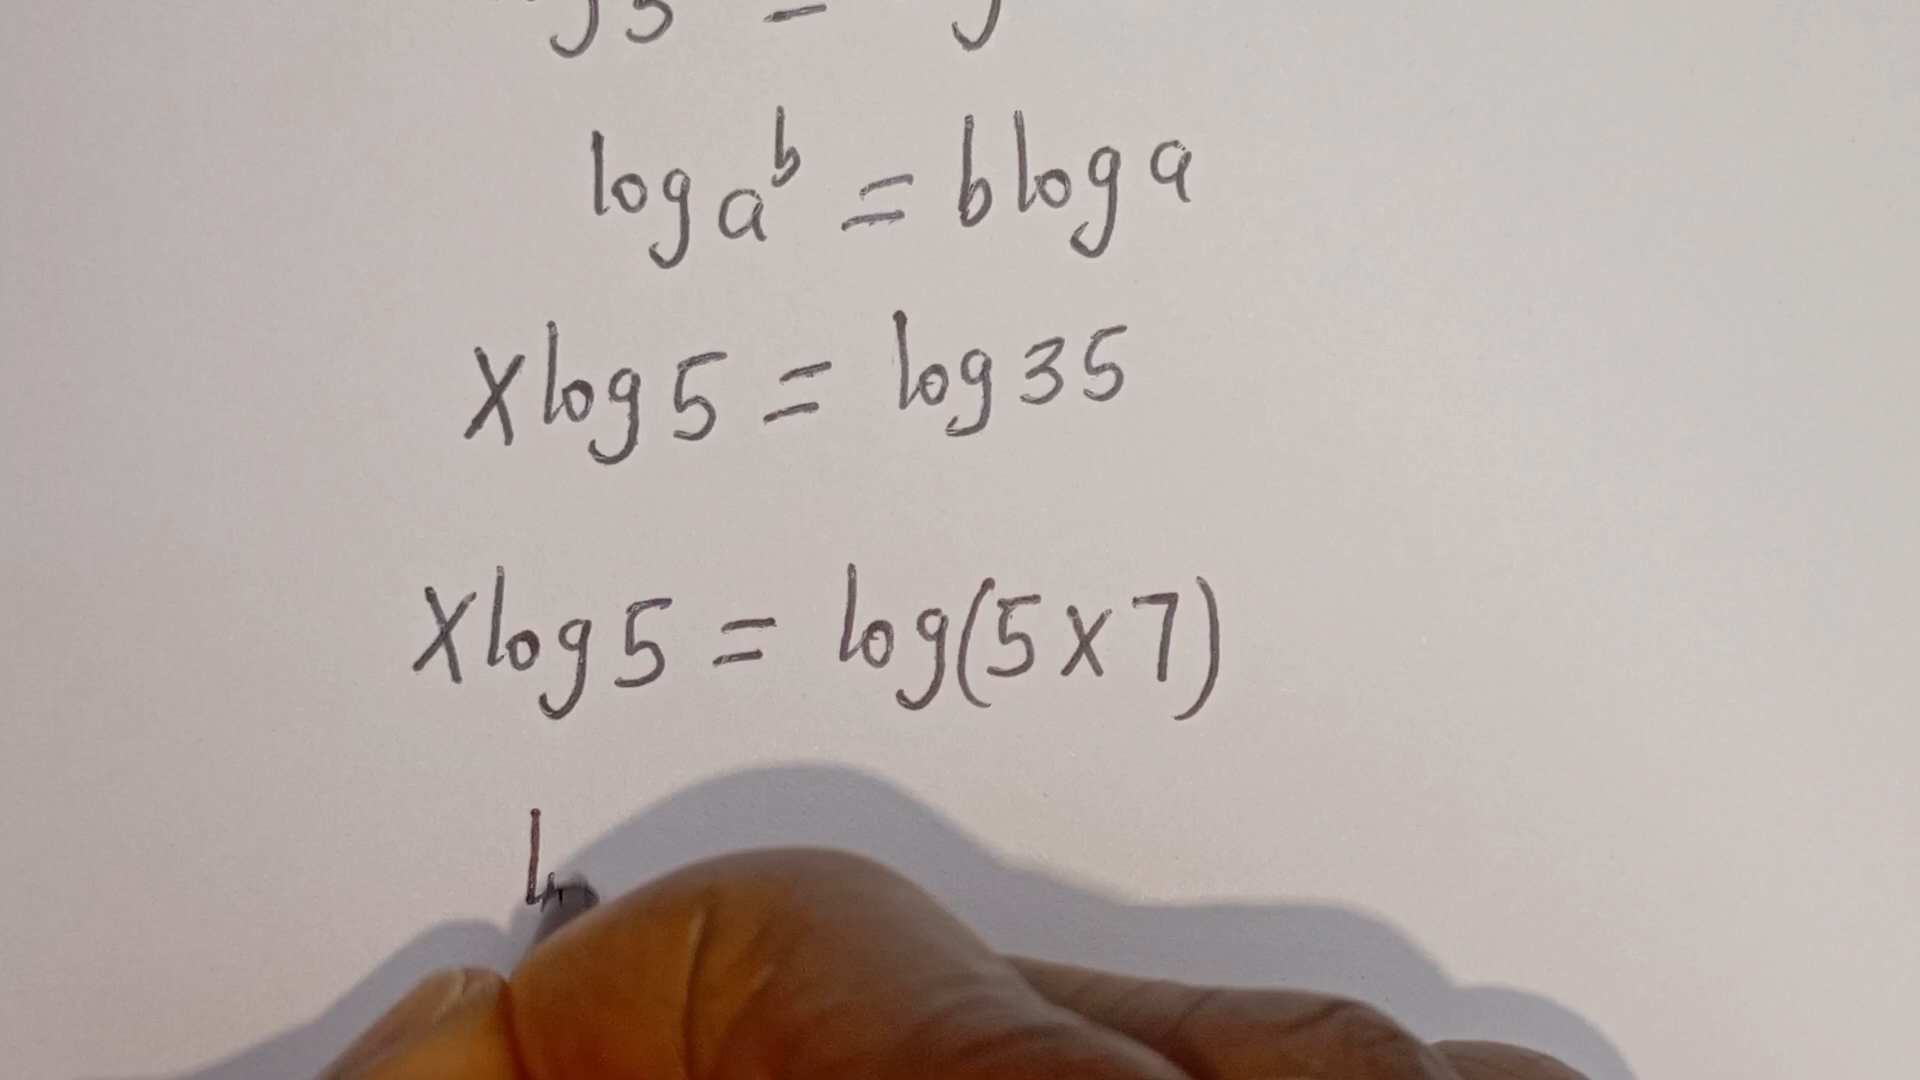 log a^b = b log a
x log 5 = log 35
x log 5 = log(5 x 7)